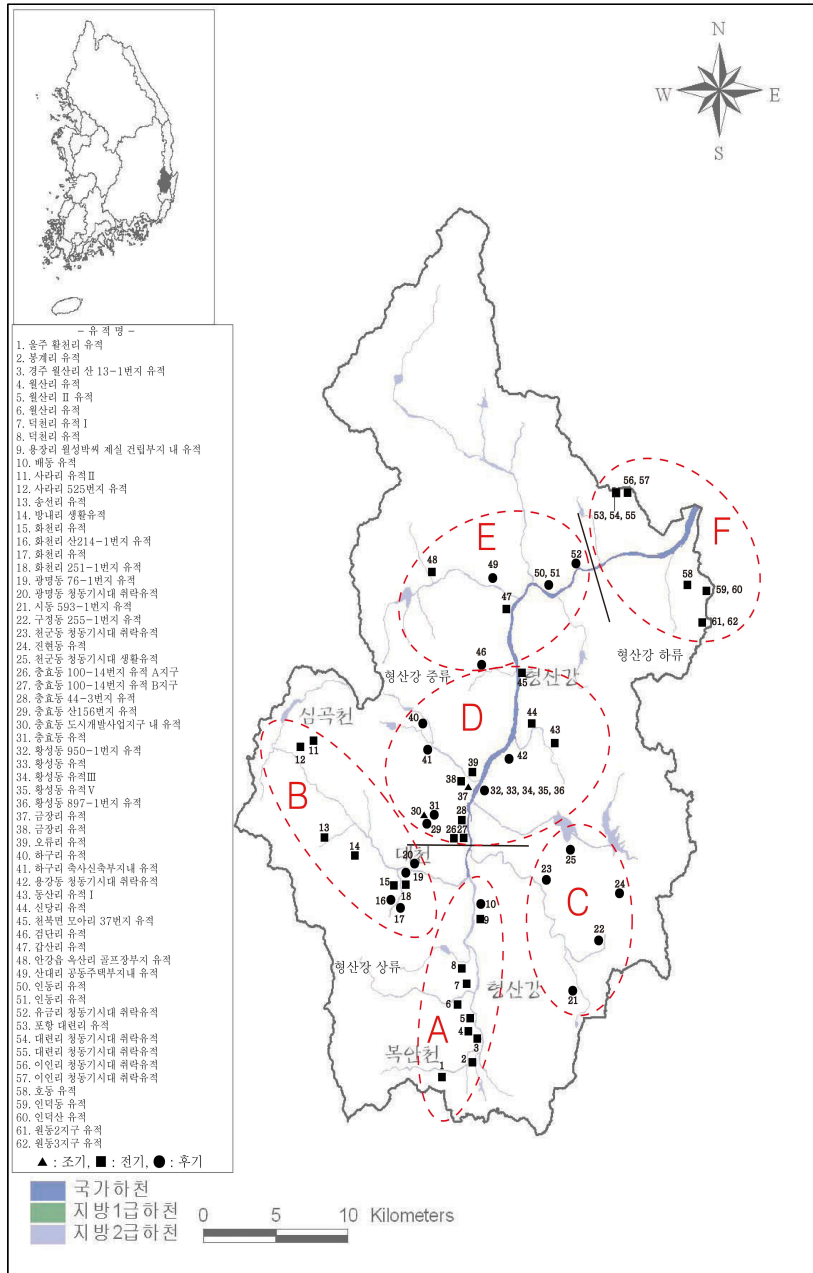 N
W
E
S
- 유적명 -
1. 울주 활천리 유적
2. 봉계리 유적
3. 경주 월산리 산 13-1번지 유적
4. 월산리 유적
5. 월산리 Ⅱ 유적
6. 월산리 유적
7. 덕천리 유적Ⅰ
8. 덕천리 유적
9. 용장리 월성박씨 제실 건립부지 내 유적
10. 배동 유적
11. 사라리 유적Ⅱ
12. 사라리 525번지 유적
13. 송선리 유적
14. 방내리 생활유적
15. 화천리 유적
16. 화천리 산214-1번지 유적
17. 화천리 유적
18. 화천리 251-1번지 유적
19. 광명동 76-1번지 유적
20. 광명동 청동기시대 취락유적
21. 시동 593-1번지 유적
22. 구정동 255-1번지 유적
23. 천군동 청동기시대 취락유적
24. 진현동 유적
25. 천군동 청동기시대 생활유적
26. 충효동 100-14번지 유적 A지구
27. 충효동 100-14번지 유적 B지구
28. 충효동 44-3번지 유적
29. 충효동 산156번지 유적
30. 충효동 도시개발사업지구 내 유적
31. 충효동 유적
32. 황성동 950-1번지 유적
33. 황성동 유적
34. 황성동 유적Ⅲ
35. 황성동 유적Ⅴ
36. 황성동 897-1번지 유적
37. 금장리 유적
38. 금장리 유적
39. 오류리 유적
40. 하구리 유적
41. 하구리 축사신축부지내 유적
42. 용강동 청동기시대 취락유적
43. 동산리 유적Ⅰ
44. 신당리 유적
45. 천북면 모아리 37번지 유적
46. 검단리 유적
47. 갑산리 유적
48. 안강읍 옥산리 골프장부지 유적
49. 산대리 공동주택부지내 유적
50. 인동리 유적
51. 인동리 유적
52. 유금리 청동기시대 취락유적
53. 포항 대련리 유적
54. 대련리 청동기시대 취락유적
55. 대련리 청동기시대 취락유적
56. 이인리 청동기시대 취락유적
57. 이인리 청동기시대 취락유적
58. 호동 유적
59. 인덕동 유적
60. 인덕산 유적
61. 원동2지구 유적
62. 원동3지구 유적
▲ : 조기, ■ : 전기, ● : 후기
국가하천
지방1급하천
지방2급하천
0 5 10 Kilometers
56, 57
53, 54, 55
F
E
52
48
49
50, 51
58
59, 60
47
61, 62
46
형산강 하류
형산강 중류
45
형산강
심곡천
D
40
44
43
11
12
41
42
39
38
37
32, 33, 34, 35, 36
B
30
31
29
28
26
27
13
14
대천
20
25
19
23
15
18
24
16
17
C
10
9
22
형산강 상류
8
7
형산강
21
6
A
5
4
3
복안천
2
1